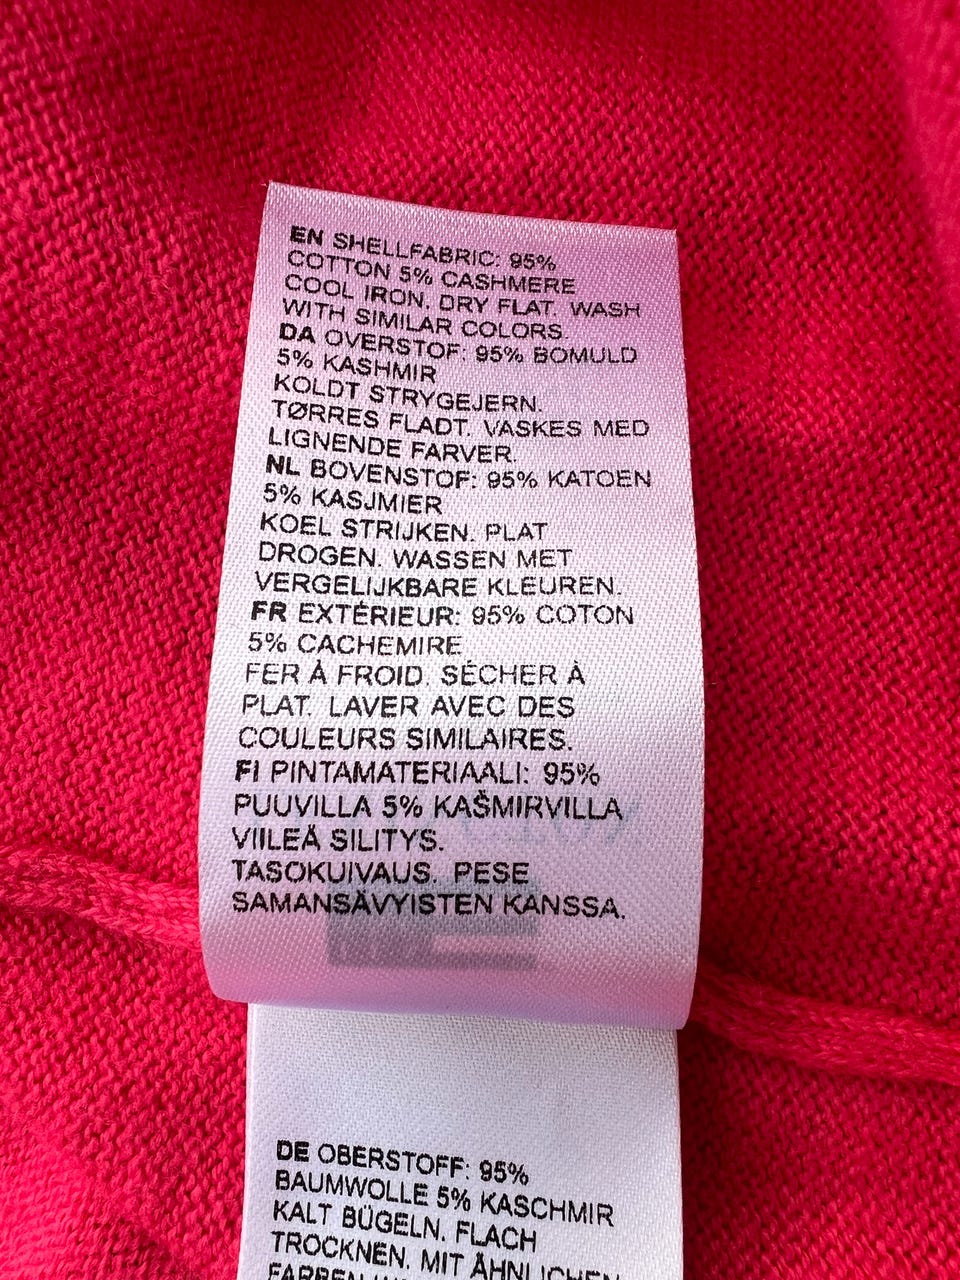 EN SHELLFABRIC: 95%
COTTON 5% CASHMERE
COOL IRON. DRY FLAT. WASH
WITH SIMILAR COLORS.
DA OVERSTOF: 95% BOMULD
5% KASHMIR
KOLDT STRYGEJERN.
TØRRES FLADT. VASKES MED
LIGNENDE FARVER.
NL BOVENSTOF: 95% KATOEN
5% KASJMIER
KOEL STRIJKEN. PLAT
DROGEN. WASSEN MET
VERGELIJKBARE KLEUREN.
FR EXTÉRIEUR: 95% COTON
5% CACHEMIRE
FER À FROID. SÉCHER À
PLAT. LAVER AVEC DES
COULEURS SIMILAIRES.
FI PINTAMATERIAALI: 95%
PUUVILLA 5% KAŠMIRVILLA
VIILEÄ SILITYS.
TASOKUIVAUS. PESE
SAMANSÄVYISTEN KANSSA.
DE OBERSTOFF: 95%
BAUMWOLLE 5% KASCHMIR
KALT BÜGELN. FLACH
TROCKNEN. MIT ÄHNLICHEN
FARBEN